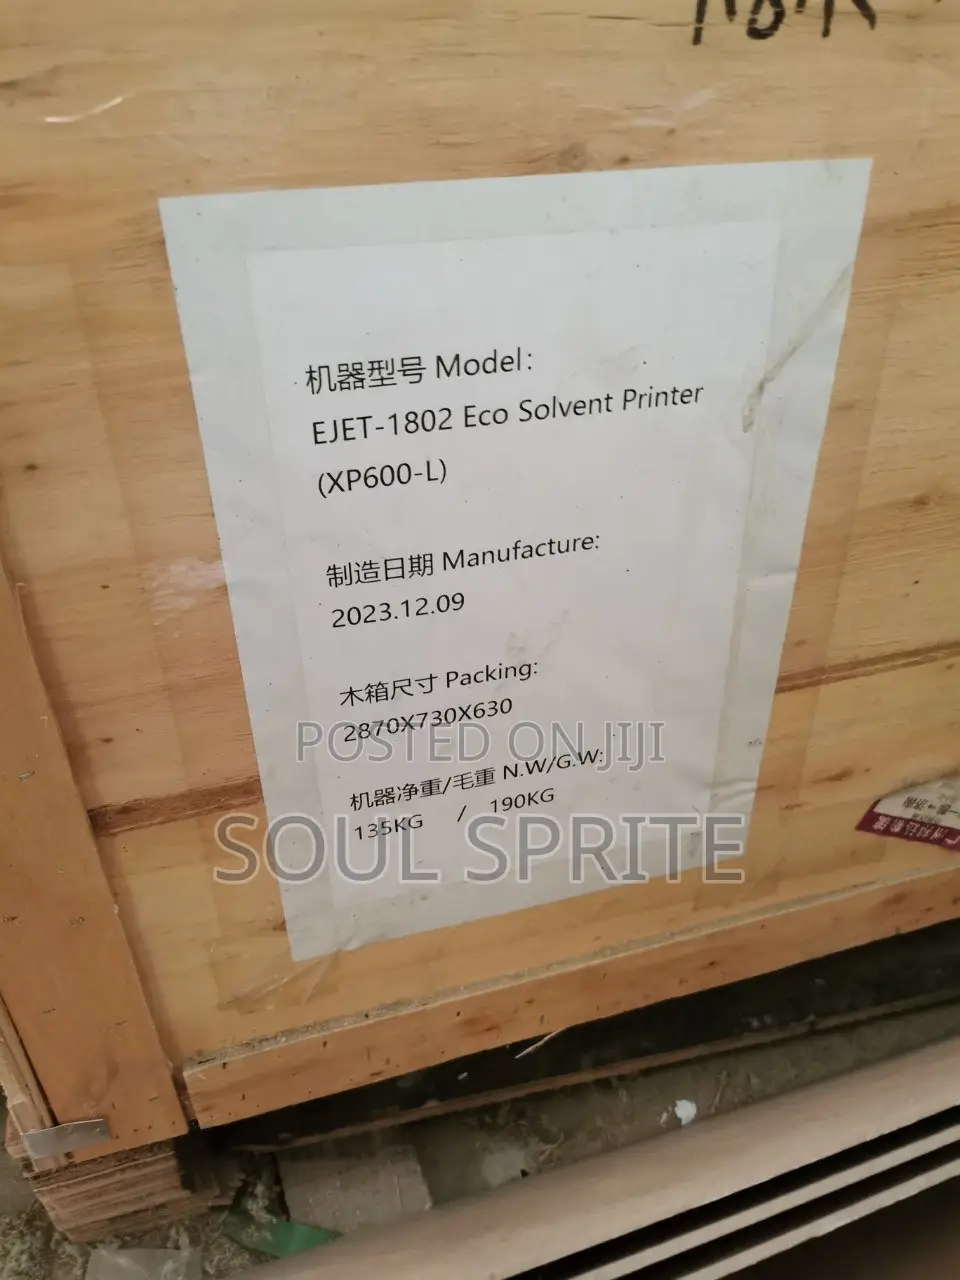 机器型号 Model:
EJET-1802 Eco Solvent Printer
(XP600-L)
制造日期 Manufacture:
2023.12.09
木箱尺寸 Packing:
2870X730X630
POSTED ON JIJI
机器净重/毛重 N.W/G.W:
135KG / 190KG
SOUL SPRITE